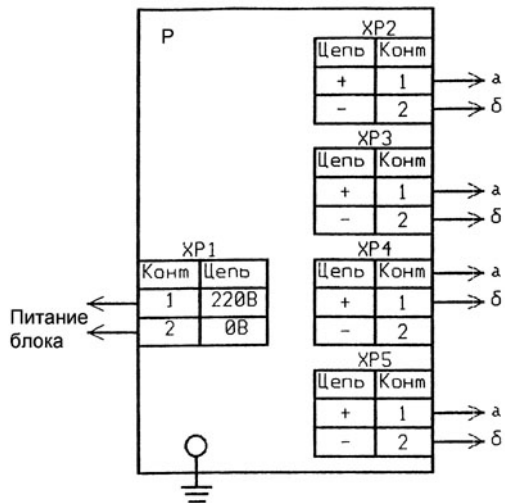 P
XP2
Цепь Конт
+ 1 а
- 2 б
XP3
Цепь Конт
+ 1 а
- 2 б
XP4
Цепь Конт а
+ 1 б
- 2
XP1
Конт Цепь
1 220В
2 0В
Питание
блока
XP5
Цепь Конт
+ 1 а
- 2 б